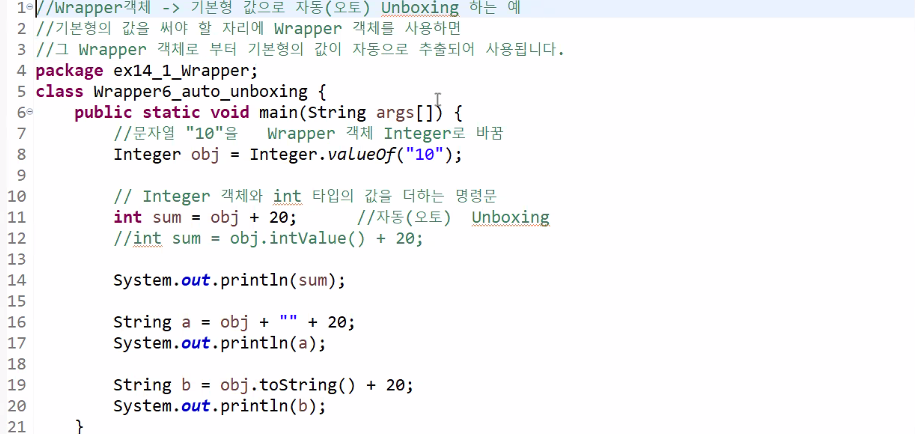 1 //Wrapper객체 -> 기본형 값으로 자동(오토) Unboxing 하는 예
2 //기본형의 값을 써야 할 자리에 Wrapper 객체를 사용하면
3 //그 Wrapper 객체로 부터 기본형의 값이 자동으로 추출되어 사용됩니다.
4 package ex14_1_Wrapper;
5 class Wrapper6_auto_unboxing {
6 public static void main(String args[]) {
7 //문자열 "10"을 Wrapper 객체 Integer로 바꿈
8 Integer obj = Integer.valueOf("10");
9
10 // Integer 객체와 int 타입의 값을 더하는 명령문
11 int sum = obj + 20; //자동(오토) Unboxing
12 //int sum = obj.intValue() + 20;
13
14 System.out.println(sum);
15
16 String a = obj + "" + 20;
17 System.out.println(a);
18
19 String b = obj.toString() + 20;
20 System.out.println(b);
21 }